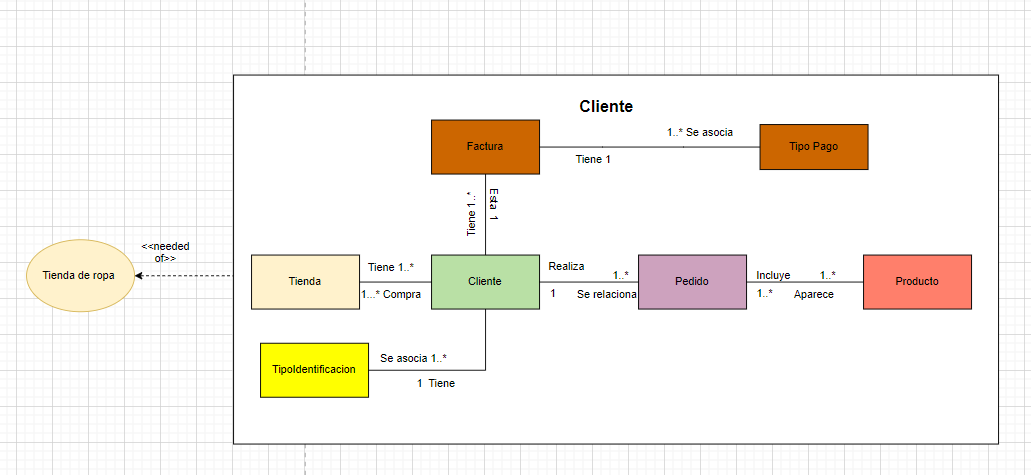 Cliente
Factura
1..* Se asocia
Tipo Pago
Tiene 1
Tiene 1..*
Esta 1
<<needed
of>>
Tienda de ropa
Tienda
Tiene 1..*
1...* Compra
Cliente
Realiza
1..*
1
Se relaciona
Pedido
Incluye
1..*
1..*
Aparece
Producto
TipoIdentificacion
Se asocia 1..*
1 Tiene